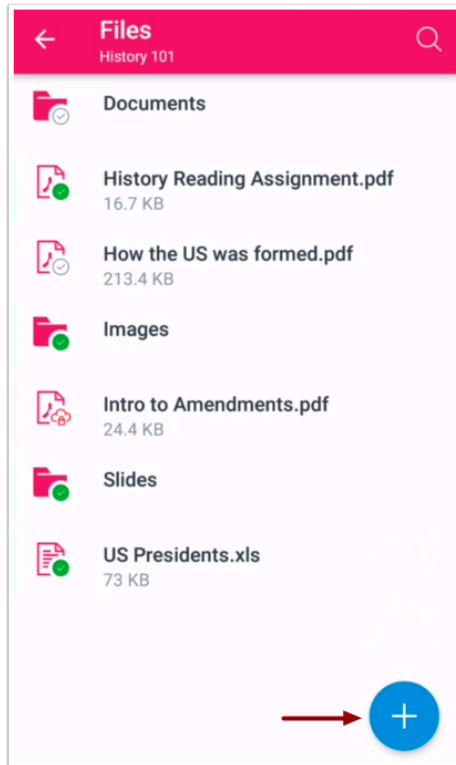 Files
History 101
Documents
History Reading Assignment.pdf
16.7 KB
How the US was formed.pdf
213.4 KB
Images
Intro to Amendments.pdf
24.4 KB
Slides
US Presidents.xls
73 KB